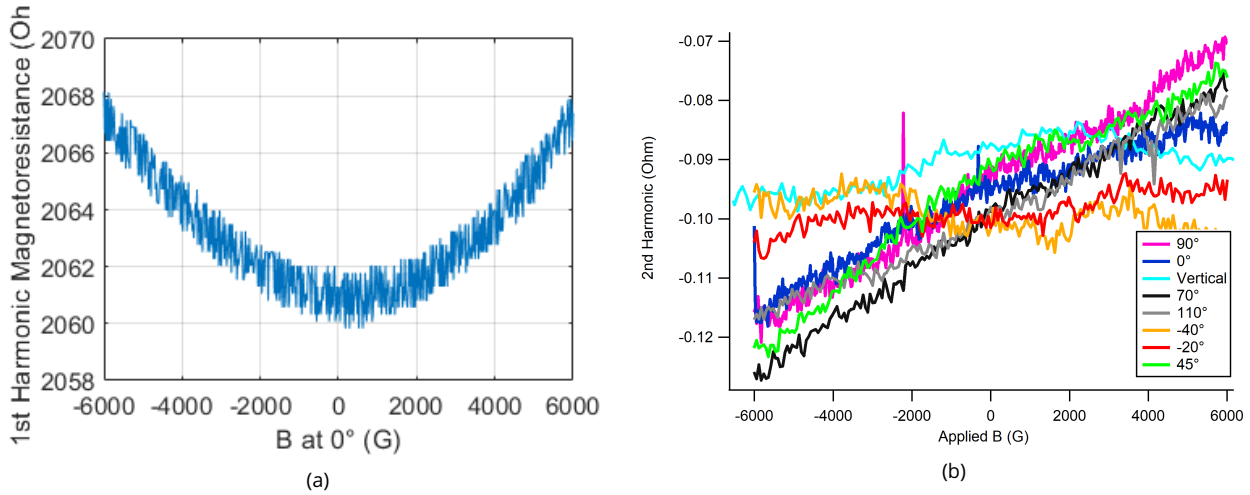 1st Harmonic Magnetoresistance (Oh
2070
2068
2066
2064
2062
2060
2058
-6000 -4000 -2000 0 2000 4000 6000
B at 0° (G)
(a)
2nd Harmonic (Ohm)
-0.07
-0.08
-0.09
-0.10
-0.11
-0.12
90°
0°
Vertical
70°
110°
-40°
-20°
45°
-6000 -4000 -2000 0 2000 4000 6000
Applied B (G)
(b)